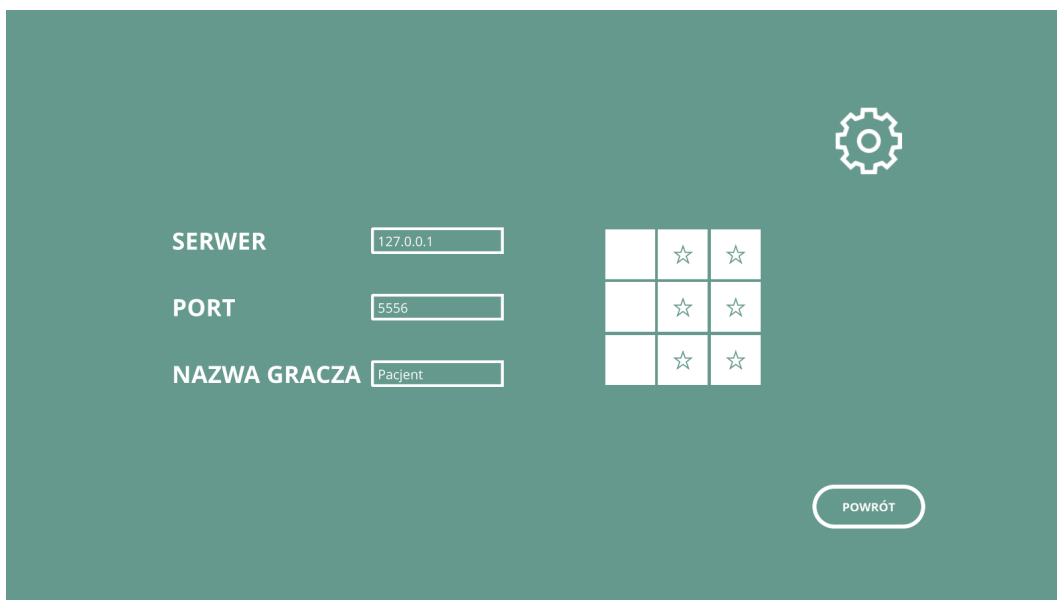 SERWER
127.0.0.1
PORT
5556
NAZWA GRACZA
Pacjent
POWRÓT